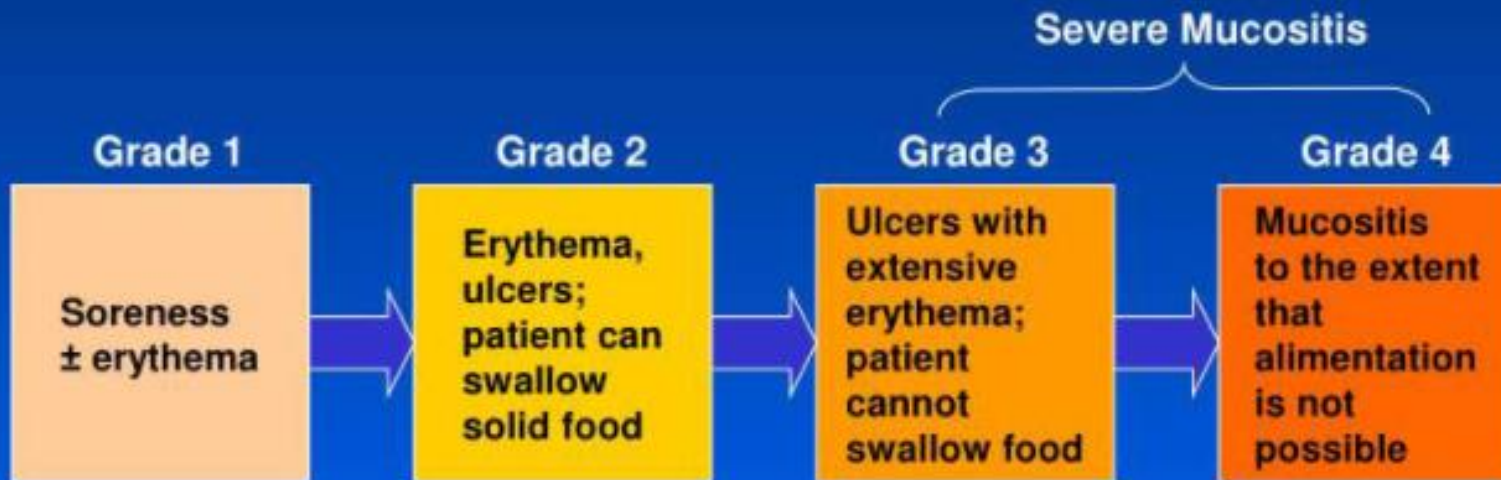 Severe Mucositis
Grade 1
Soreness
± erythema
Grade 2
Erythema,
ulcers;
patient can
swallow
solid food
Grade 3
Ulcers with
extensive
erythema;
patient
cannot
swallow food
Grade 4
Mucositis
to the extent
that
alimentation
is not
possible